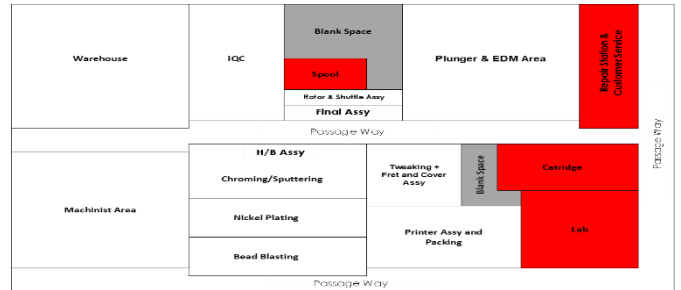 Warehouse
IQC
Blank Space
Spool
Rotor & Shuttle Assy
Final Assy
Plunger & EDM Area
Repair Station &
Customer Service
Passage Way
Passage Way
H/B Assy
Chroming/Sputtering
Machinist Area
Nickel Plating
Bead Blasting
Tweaking +
Fret and Cover
Assy
Blank Space
Catridge
Printer Assy and
Packing
Lab
Passage Way